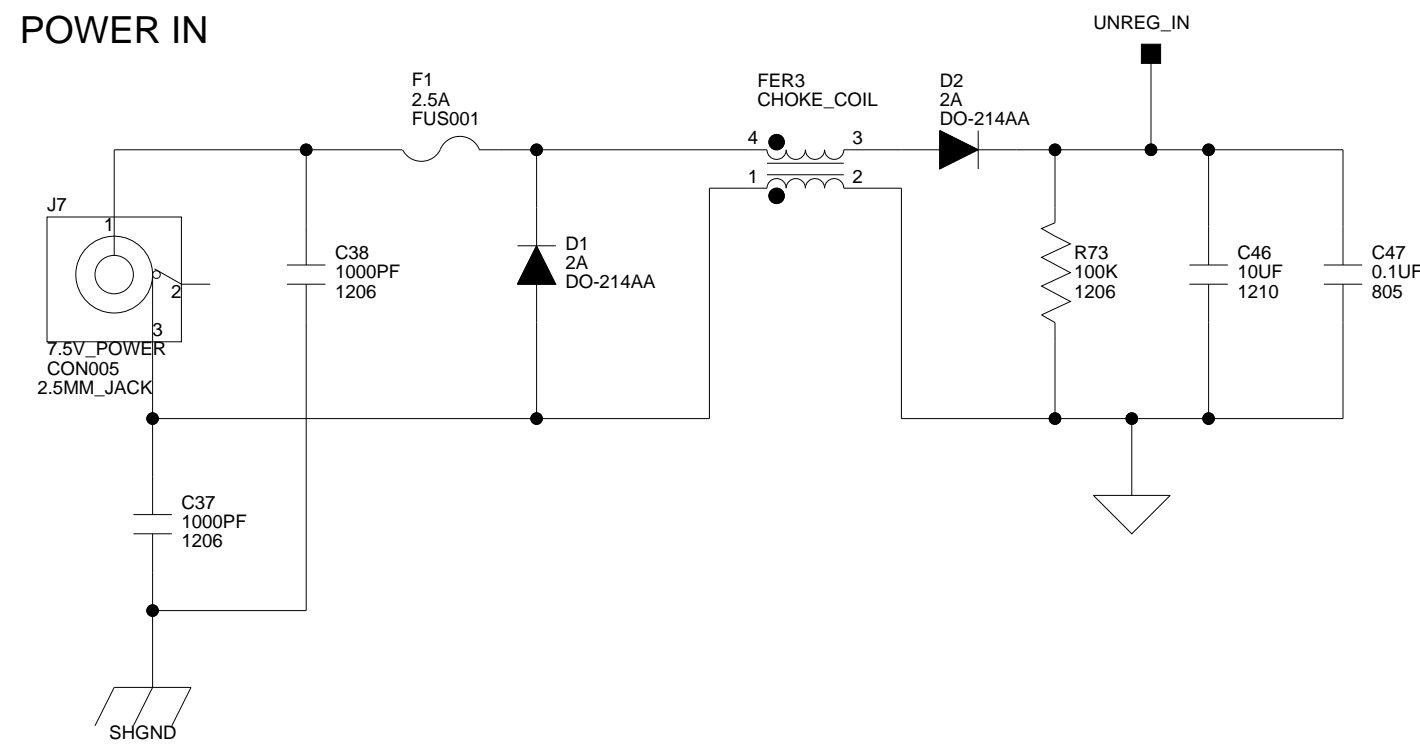 POWER IN
UNREG_IN
F1
2.5A
FUS001
FER3
CHOKE_COIL
D2
2A
DO-214AA
4
3
1
2
J7
1
2
3
7.5V_POWER
CON005
2.5MM_JACK
C38
1000PF
1206
D1
2A
DO-214AA
R73
100K
1206
C46
10UF
1210
C47
0.1UF
805
C37
1000PF
1206
SHGND